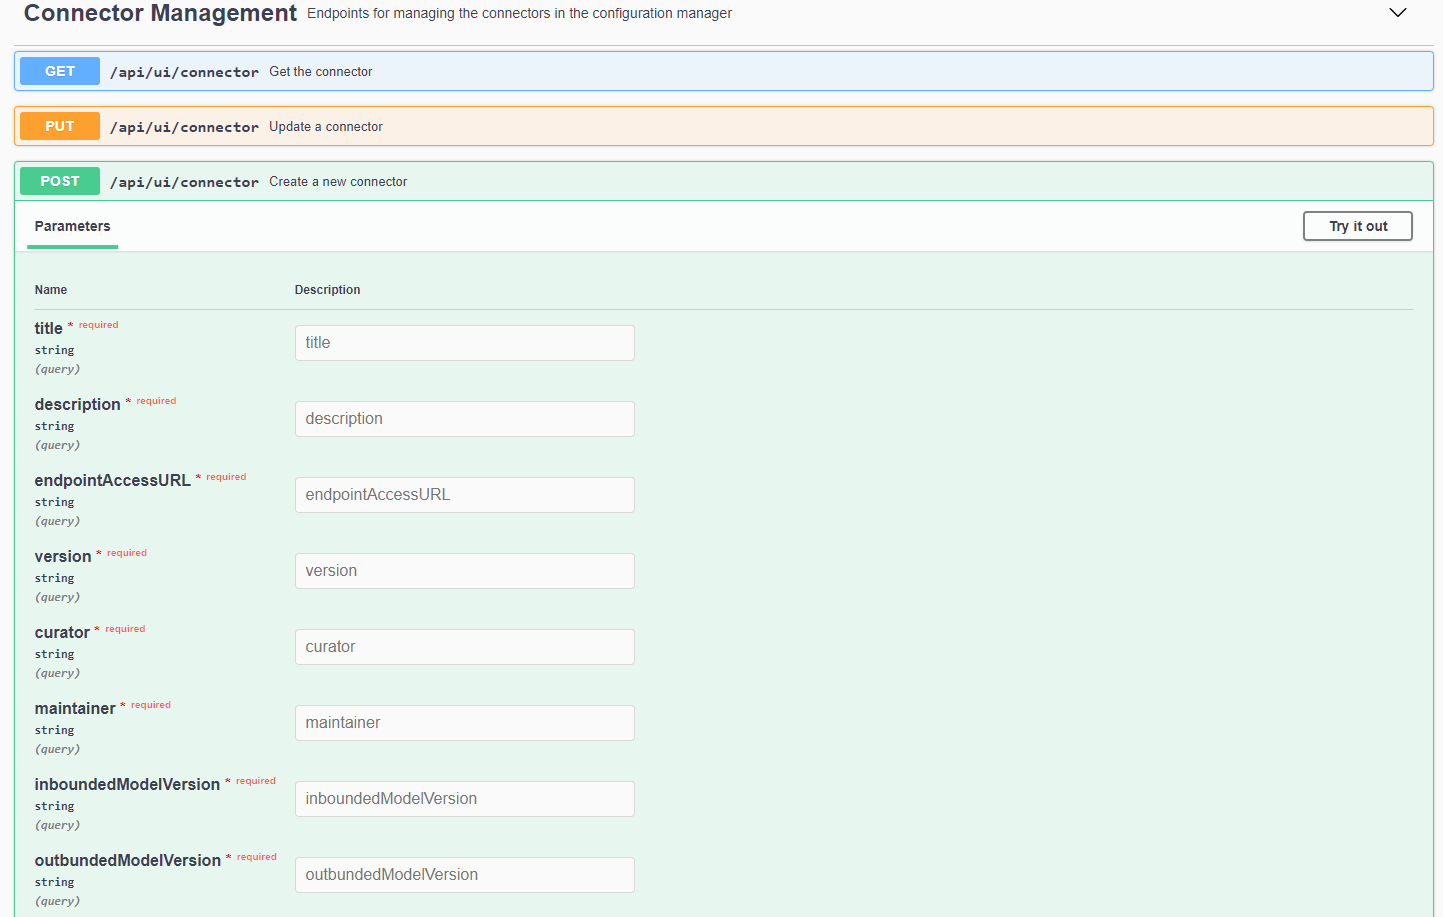 Connector Management Endpoints for managing the connectors in the configuration manager
GET /api/ui/connector Get the connector
PUT /api/ui/connector Update a connector
POST /api/ui/connector Create a new connector
Parameters Try it out
Name Description
title * required
string
(query)
title
description * required
string
(query)
description
endpointAccessURL * required
string
(query)
endpointAccessURL
version * required
string
(query)
version
curator * required
string
(query)
curator
maintainer * required
string
(query)
maintainer
inboundedModelVersion * required
string
(query)
inboundedModelVersion
outbundedModelVersion * required
string
(query)
outbundedModelVersion